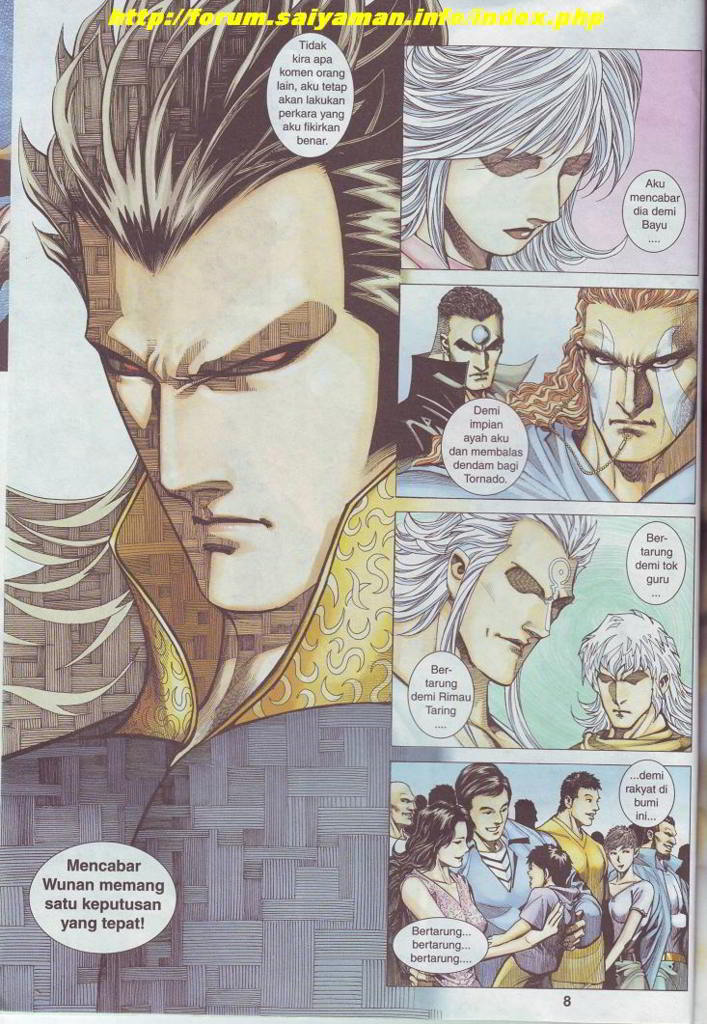 http://forum.saiyaman.info/index.php
Tidak
kira apa
komen orang
lain, aku tetap
akan lakukan
perkara yang
aku fikirkan
benar.
Mencabar
Wunan memang
satu keputusan
yang tepat!
Aku
mencabar
dia demi
Bayu
....
Demi
impian
ayah aku
dan membalas
dendam bagi
Tornado.
Ber-
tarung
demi tok
guru
...
Ber-
tarung
demi Rimau
Taring
....
...demi
rakyat di
bumi
ini...
Bertarung...
bertarung...
bertarung....
8